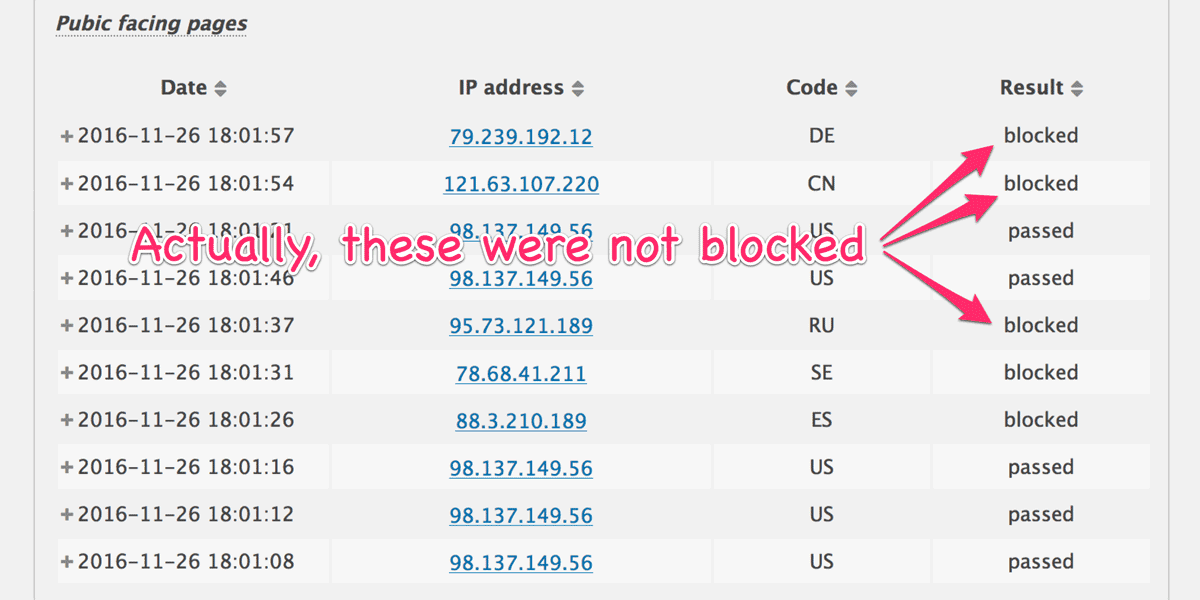 Pubic facing pages
Date IP address Code Result
+2016-11-26 18:01:57 79.239.192.12 DE blocked
+2016-11-26 18:01:54 121.63.107.220 CN blocked
+2016-11-26 98.137.149.56 US passed
Actually, these were not blocked
+2016-11-26 18:01:46 98.137.149.56 US passed
+2016-11-26 18:01:37 95.73.121.189 RU blocked
+2016-11-26 18:01:31 78.68.41.211 SE blocked
+2016-11-26 18:01:26 88.3.210.189 ES blocked
+2016-11-26 18:01:16 98.137.149.56 US passed
+2016-11-26 18:01:12 98.137.149.56 US passed
+2016-11-26 18:01:08 98.137.149.56 US passed